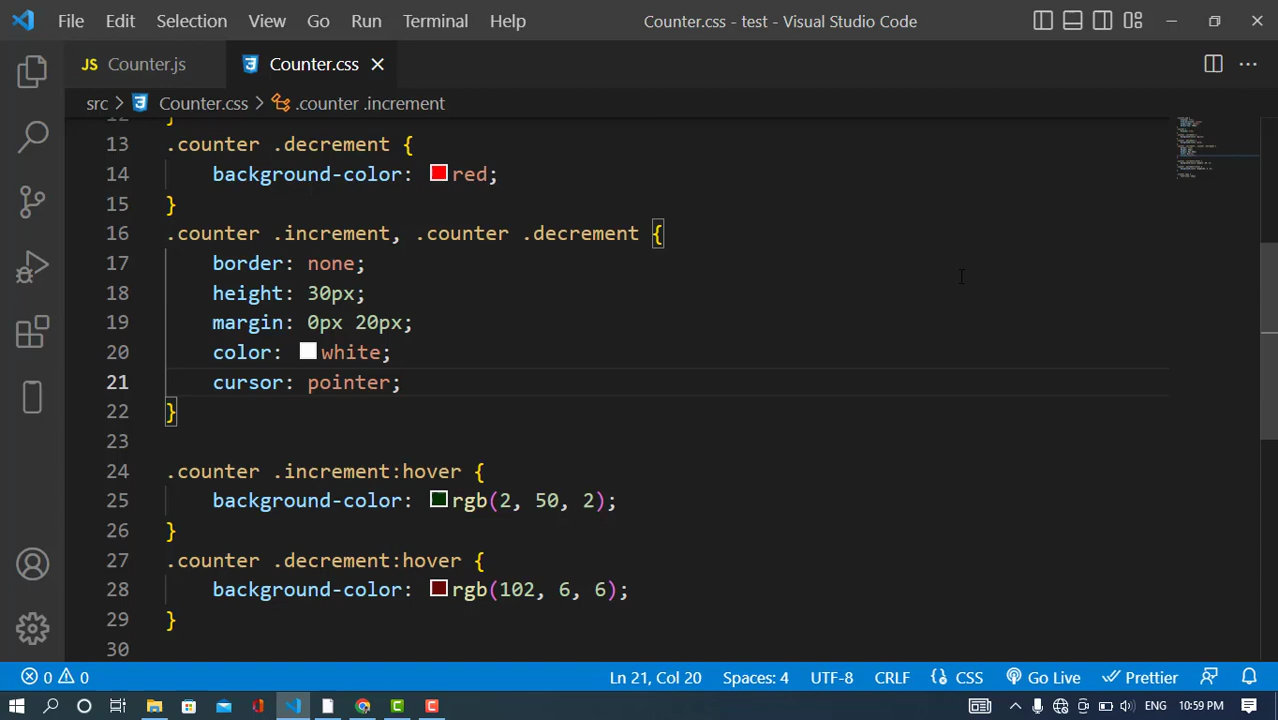 File Edit Selection View Go Run Terminal Help Counter.css - test - Visual Studio Code
JS Counter.js Counter.css
src > Counter.css > .counter .increment
12 }
13 .counter .decrement {
14 background-color: red;
15 }
16 .counter .increment, .counter .decrement {
17 border: none;
18 height: 30px;
19 margin: 0px 20px;
20 color: white;
21 cursor: pointer;
22 }
23
24 .counter .increment:hover {
25 background-color: rgb(2, 50, 2);
26 }
27 .counter .decrement:hover {
28 background-color: rgb(102, 6, 6);
29 }
30
0 0 Ln 21, Col 20 Spaces: 4 UTF-8 CRLF {} CSS Go Live Prettier
ENG 10:59 PM